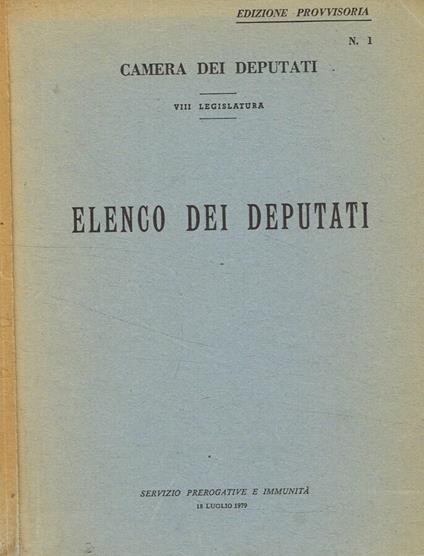 EDIZIONE PROVVISORIA
N. 1
CAMERA DEI DEPUTATI
VIII LEGISLATURA
ELENCO DEI DEPUTATI
SERVIZIO PREROGATIVE E IMMUNITÀ
18 LUGLIO 1979